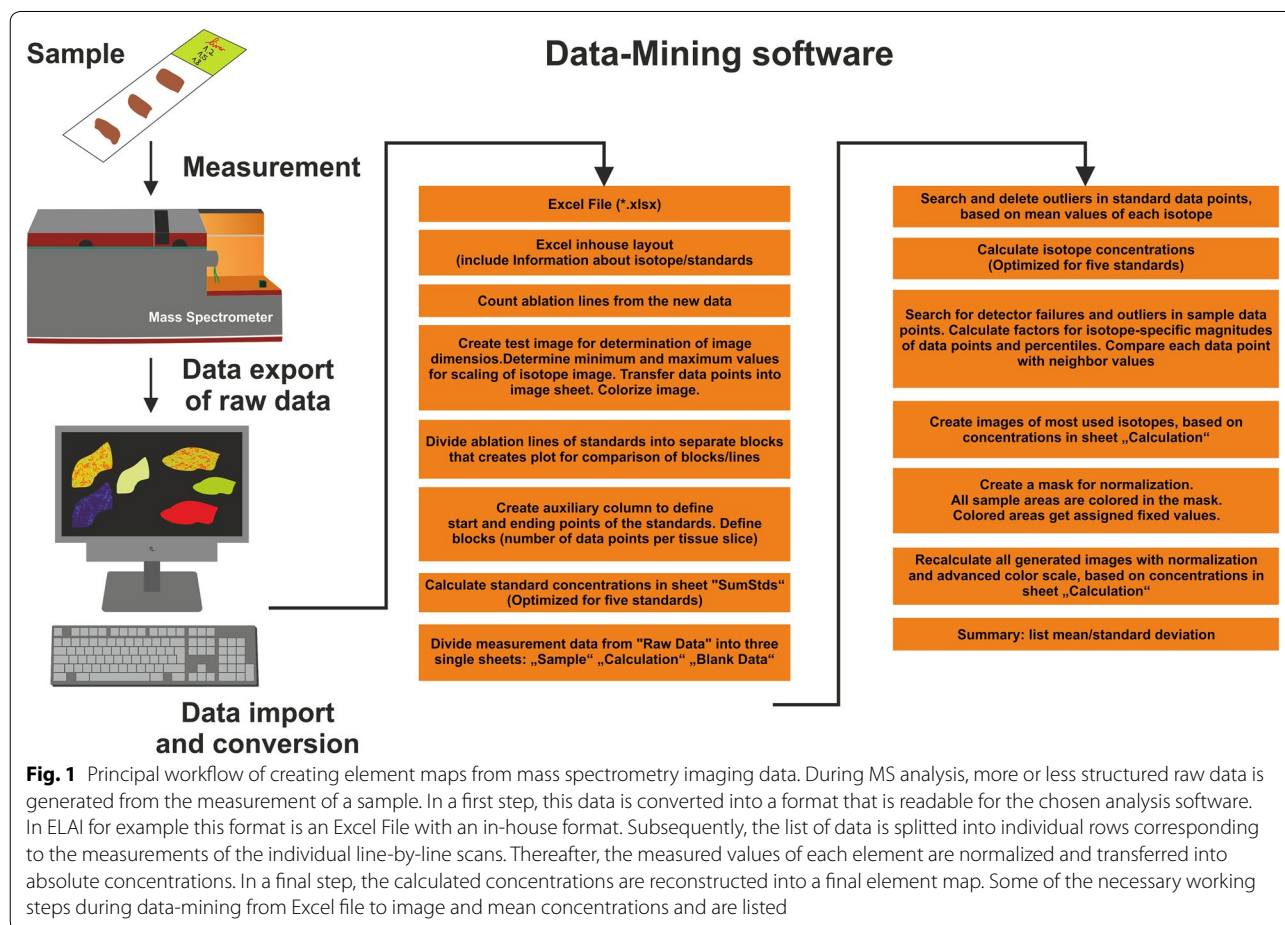 Sample
liver
1.2
1.5
1.8
Data-Mining software
Measurement
Mass Spectrometer
Data export
of raw data
Data import
and conversion
Excel File (*.xlsx)
Excel inhouse layout
(include Information about isotope/standards
Count ablation lines from the new data
Create test image for determination of image
dimensios.Determine minimum and maximum values
for scaling of isotope image. Transfer data points into
image sheet. Colorize image.
Divide ablation lines of standards into separate blocks
that creates plot for comparison of blocks/lines
Create auxiliary column to define
start and ending points of the standards. Define
blocks (number of data points per tissue slice)
Calculate standard concentrations in sheet "SumStds“
(Optimized for five standards)
Divide measurement data from "Raw Data" into three
single sheets: „Sample“ „Calculation“ „Blank Data“
Search and delete outliers in standard data points,
based on mean values of each isotope
Calculate isotope concentrations
(Optimized for five standards)
Search for detector failures and outliers in sample data
points. Calculate factors for isotope-specific magnitudes
of data points and percentiles. Compare each data point
with neighbor values
Create images of most used isotopes, based on
concentrations in sheet „Calculation“
Create a mask for normalization.
All sample areas are colored in the mask.
Colored areas get assigned fixed values.
Recalculate all generated images with normalization
and advanced color scale, based on concentrations in
sheet „Calculation“
Summary: list mean/standard deviation
Fig. 1 Principal workflow of creating element maps from mass spectrometry imaging data. During MS analysis, more or less structured raw data is
generated from the measurement of a sample. In a first step, this data is converted into a format that is readable for the chosen analysis software.
In ELAI for example this format is an Excel File with an in-house format. Subsequently, the list of data is splitted into individual rows corresponding
to the measurements of the individual line-by-line scans. Thereafter, the measured values of each element are normalized and transferred into
absolute concentrations. In a final step, the calculated concentrations are reconstructed into a final element map. Some of the necessary working
steps during data-mining from Excel file to image and mean concentrations and are listed